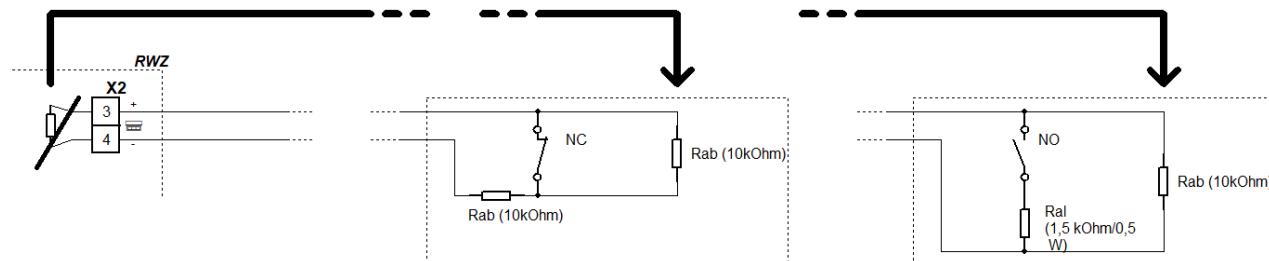 RWZ
X2
3 +
4 -
NC
Rab (10kOhm)
Rab (10kOhm)
NO
Rab (10kOhm)
Ral
(1,5 kOhm/0,5
W)